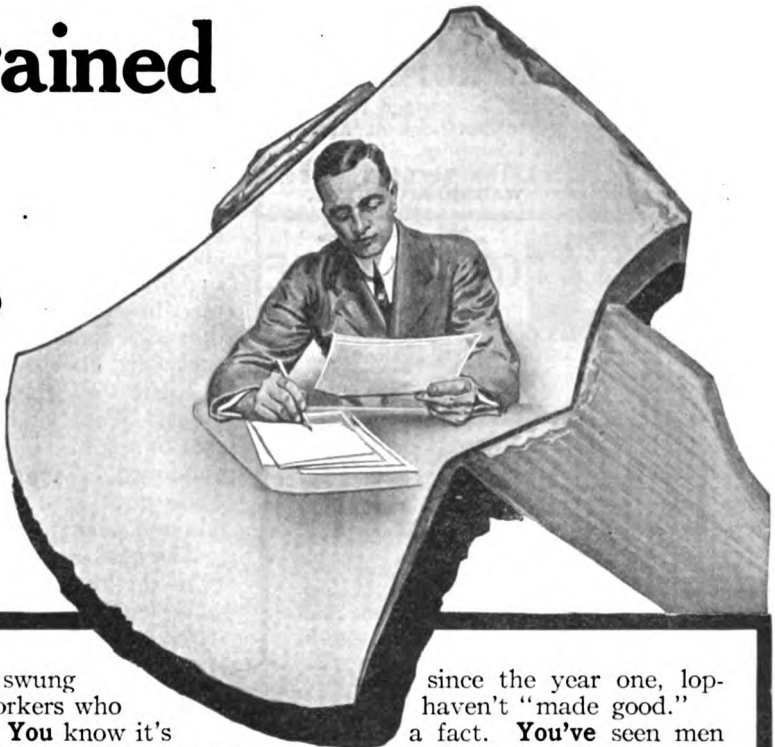 ained
swung since the year one, lop-
orkers who haven't "made good."
You know it's a fact. You've seen men